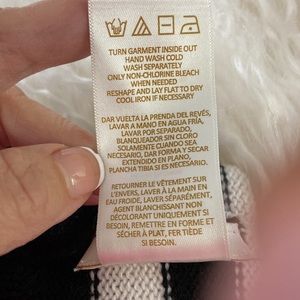 TURN GARMENT INSIDE OUT
HAND WASH COLD
WASH SEPARATELY
ONLY NON-CHLORINE BLEACH
WHEN NEEDED
RESHAPE AND LAY FLAT TO DRY
COOL IRON IF NECESSARY
DAR VUELTA LA PRENDA DEL REVÉS,
LAVAR A MANO EN AGUA FRÍA,
LAVAR POR SEPARADO,
BLANQUEADOR SIN CLORO
SOLAMENTE CUANDO SEA
NECESARIO, DAR FORMA Y SECAR
EXTENDIDO EN PLANO,
PLANCHA TIBIA SI ES NECESARIO.
RETOURNER LE VÊTEMENT SUR
L'ENVERS, LAVER À LA MAIN EN
EAU FROIDE, LAVER SÉPARÉMENT,
AGENT BLANCHISSANT NON
DÉCOLORANT UNIQUEMENT
SI BESOIN, REMETTRE EN FORME ET
SÉCHER À PLAT, FER TIÈDE
SI BESOIN.